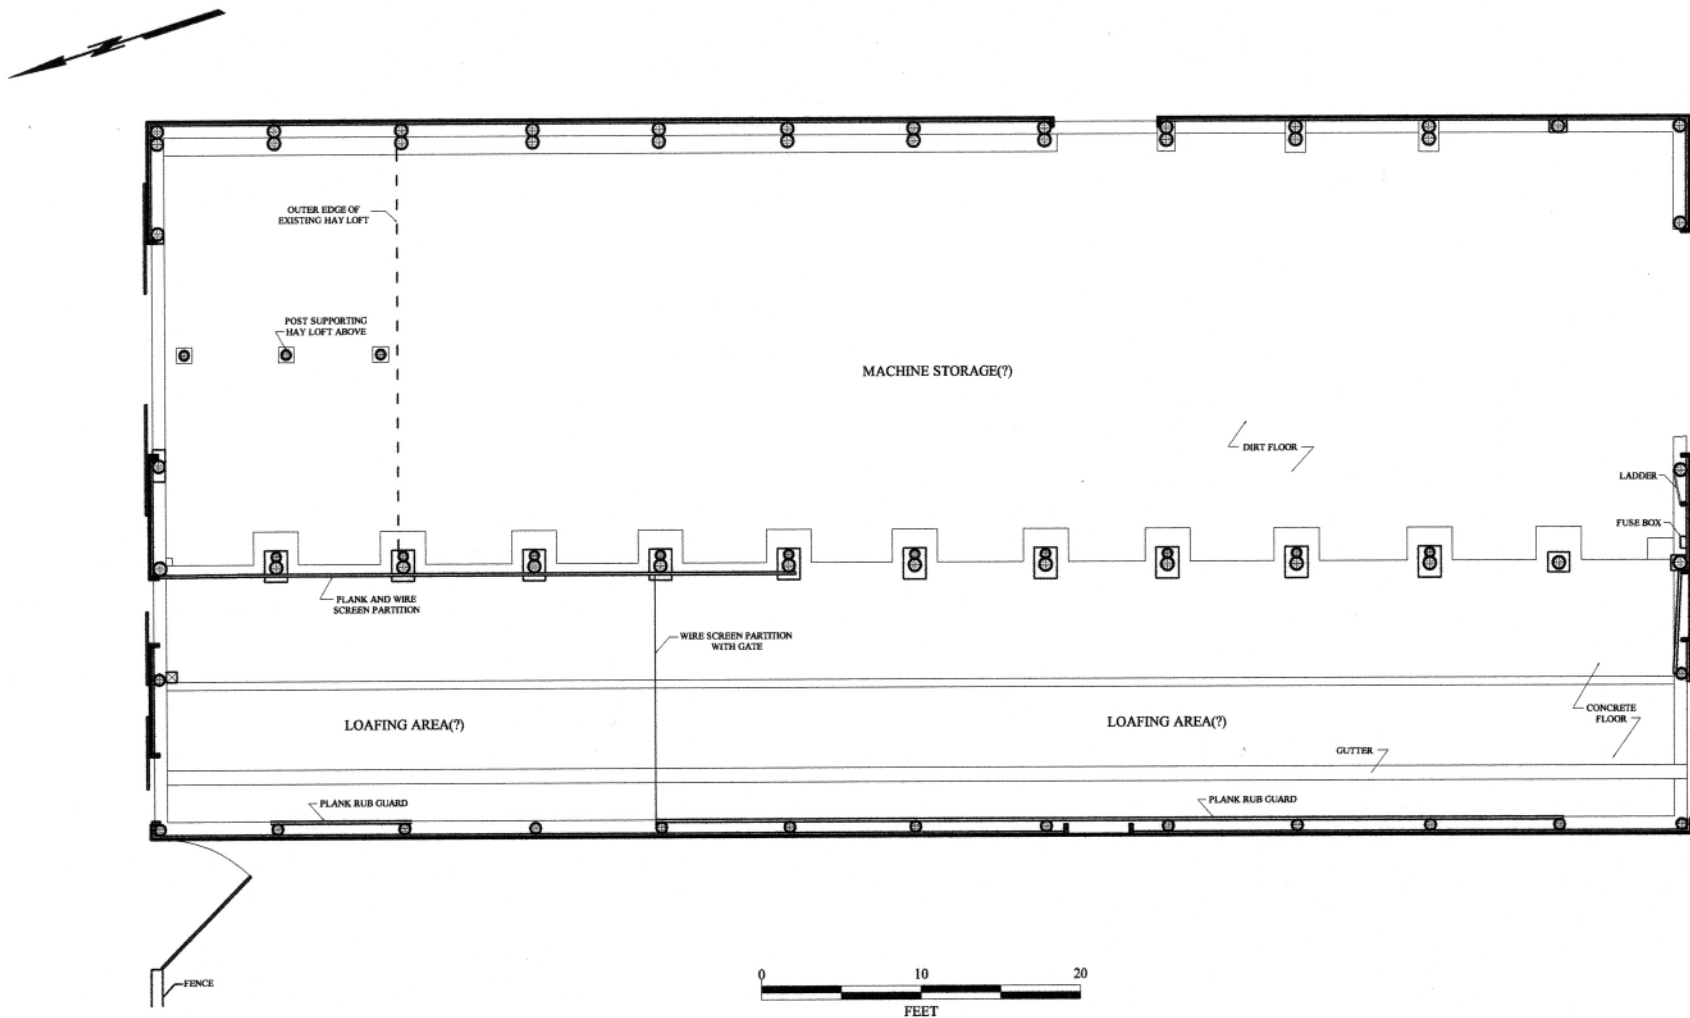 N
OUTER EDGE OF
EXISTING HAY LOFT
POST SUPPORTING
HAY LOFT ABOVE
MACHINE STORAGE(?)
DIRT FLOOR
LADDER
FUSE BOX
PLANK AND WIRE
SCREEN PARTITION
WIRE SCREEN PARTITION
WITH GATE
CONCRETE
FLOOR
LOAFING AREA(?)
LOAFING AREA(?)
GUTTER
PLANK RUB GUARD
PLANK RUB GUARD
FENCE
0 10 20
FEET